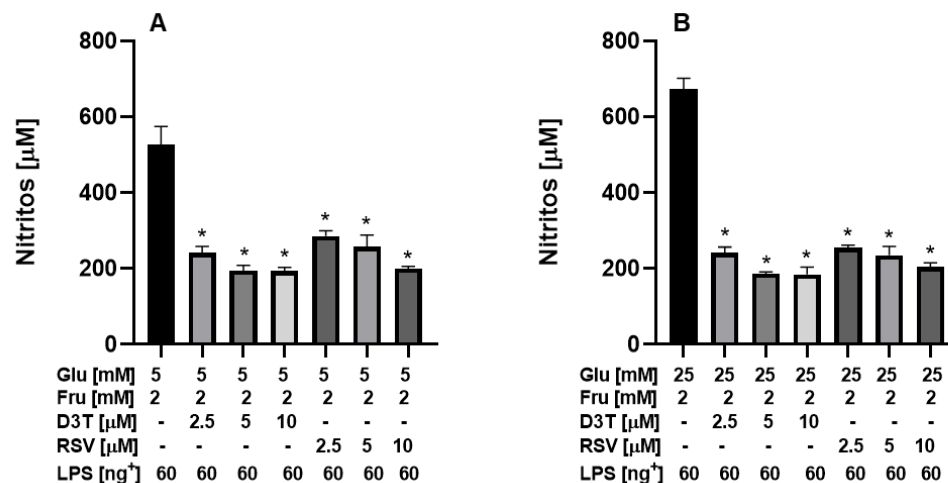 A
Nitritos [µM]
800
600
400
200
0
Glu [mM] 5 5 5 5 5 5 5
Fru [mM] 2 2 2 2 2 2 2
D3T [µM] - 2.5 5 10 - - -
RSV [µM] - - - - 2.5 5 10
LPS [ng⁺] 60 60 60 60 60 60 60
* * * * * *
B
Nitritos [µM]
800
600
400
200
0
Glu [mM] 25 25 25 25 25 25 25
Fru [mM] 2 2 2 2 2 2 2
D3T [µM] - 2.5 5 10 - - -
RSV [µM] - - - - 2.5 5 10
LPS [ng⁺] 60 60 60 60 60 60 60
* * * * * *